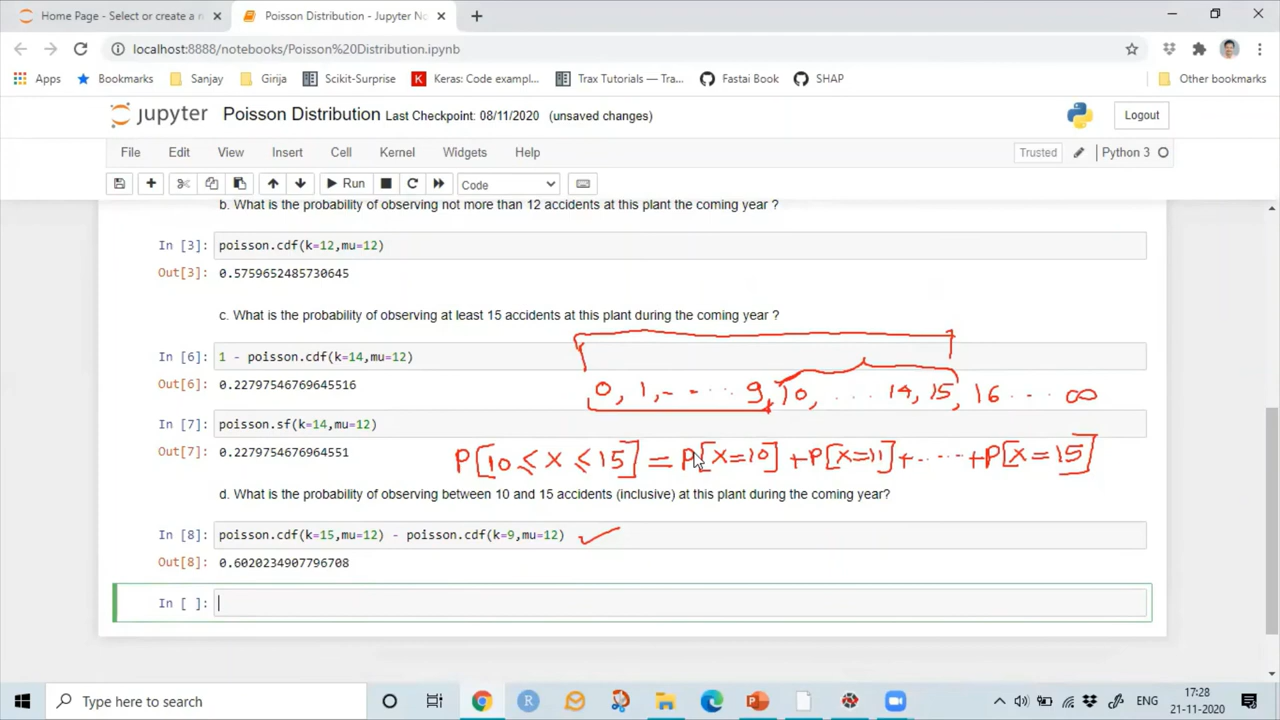 Home Page - Select or create a n
Poisson Distribution - Jupyter No
localhost:8888/notebooks/Poisson%20Distribution.ipynb
Apps Bookmarks Sanjay Girija Scikit-Surprise Keras: Code exampl... Trax Tutorials — Tra... Fastai Book SHAP Other bookmarks
jupyter Poisson Distribution Last Checkpoint: 08/11/2020 (unsaved changes) Logout
File Edit View Insert Cell Kernel Widgets Help Trusted Python 3
Run Code
b. What is the probability of observing not more than 12 accidents at this plant the coming year ?
In [3]: poisson.cdf(k=12,mu=12)
Out[3]: 0.5759652485730645
c. What is the probability of observing at least 15 accidents at this plant during the coming year ?
In [6]: 1 - poisson.cdf(k=14,mu=12)
Out[6]: 0.22797546769645516
0, 1, - - . . 9, 10, . . . . 14, 15, 16 . . . ∞
In [7]: poisson.sf(k=14,mu=12)
Out[7]: 0.2279754676964551
P[10 ≤ X ≤ 15] = P[X=10] + P[X=11] + ..... + P[X=15]
d. What is the probability of observing between 10 and 15 accidents (inclusive) at this plant during the coming year?
In [8]: poisson.cdf(k=15,mu=12) - poisson.cdf(k=9,mu=12)
Out[8]: 0.6020234907796708
In [ ]:
Type here to search
R P ENG 17:28
21-11-2020